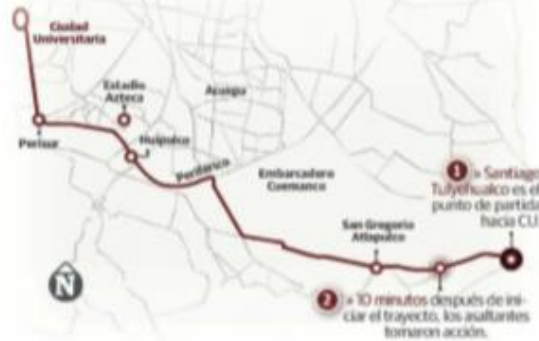 Ciudad
Universitaria
Estadio
Azteca
Acoxpa
Perisur
Huipulco
Periférico
Embarcadero
Cuemanco
San Gregorio
Atlapulco
1 » Santiago
Tulyehualco es el
punto de partida
hacia CU.
N
2 » 10 minutos después de ini-
ciar el trayecto, los asaltantes
tomaron acción.